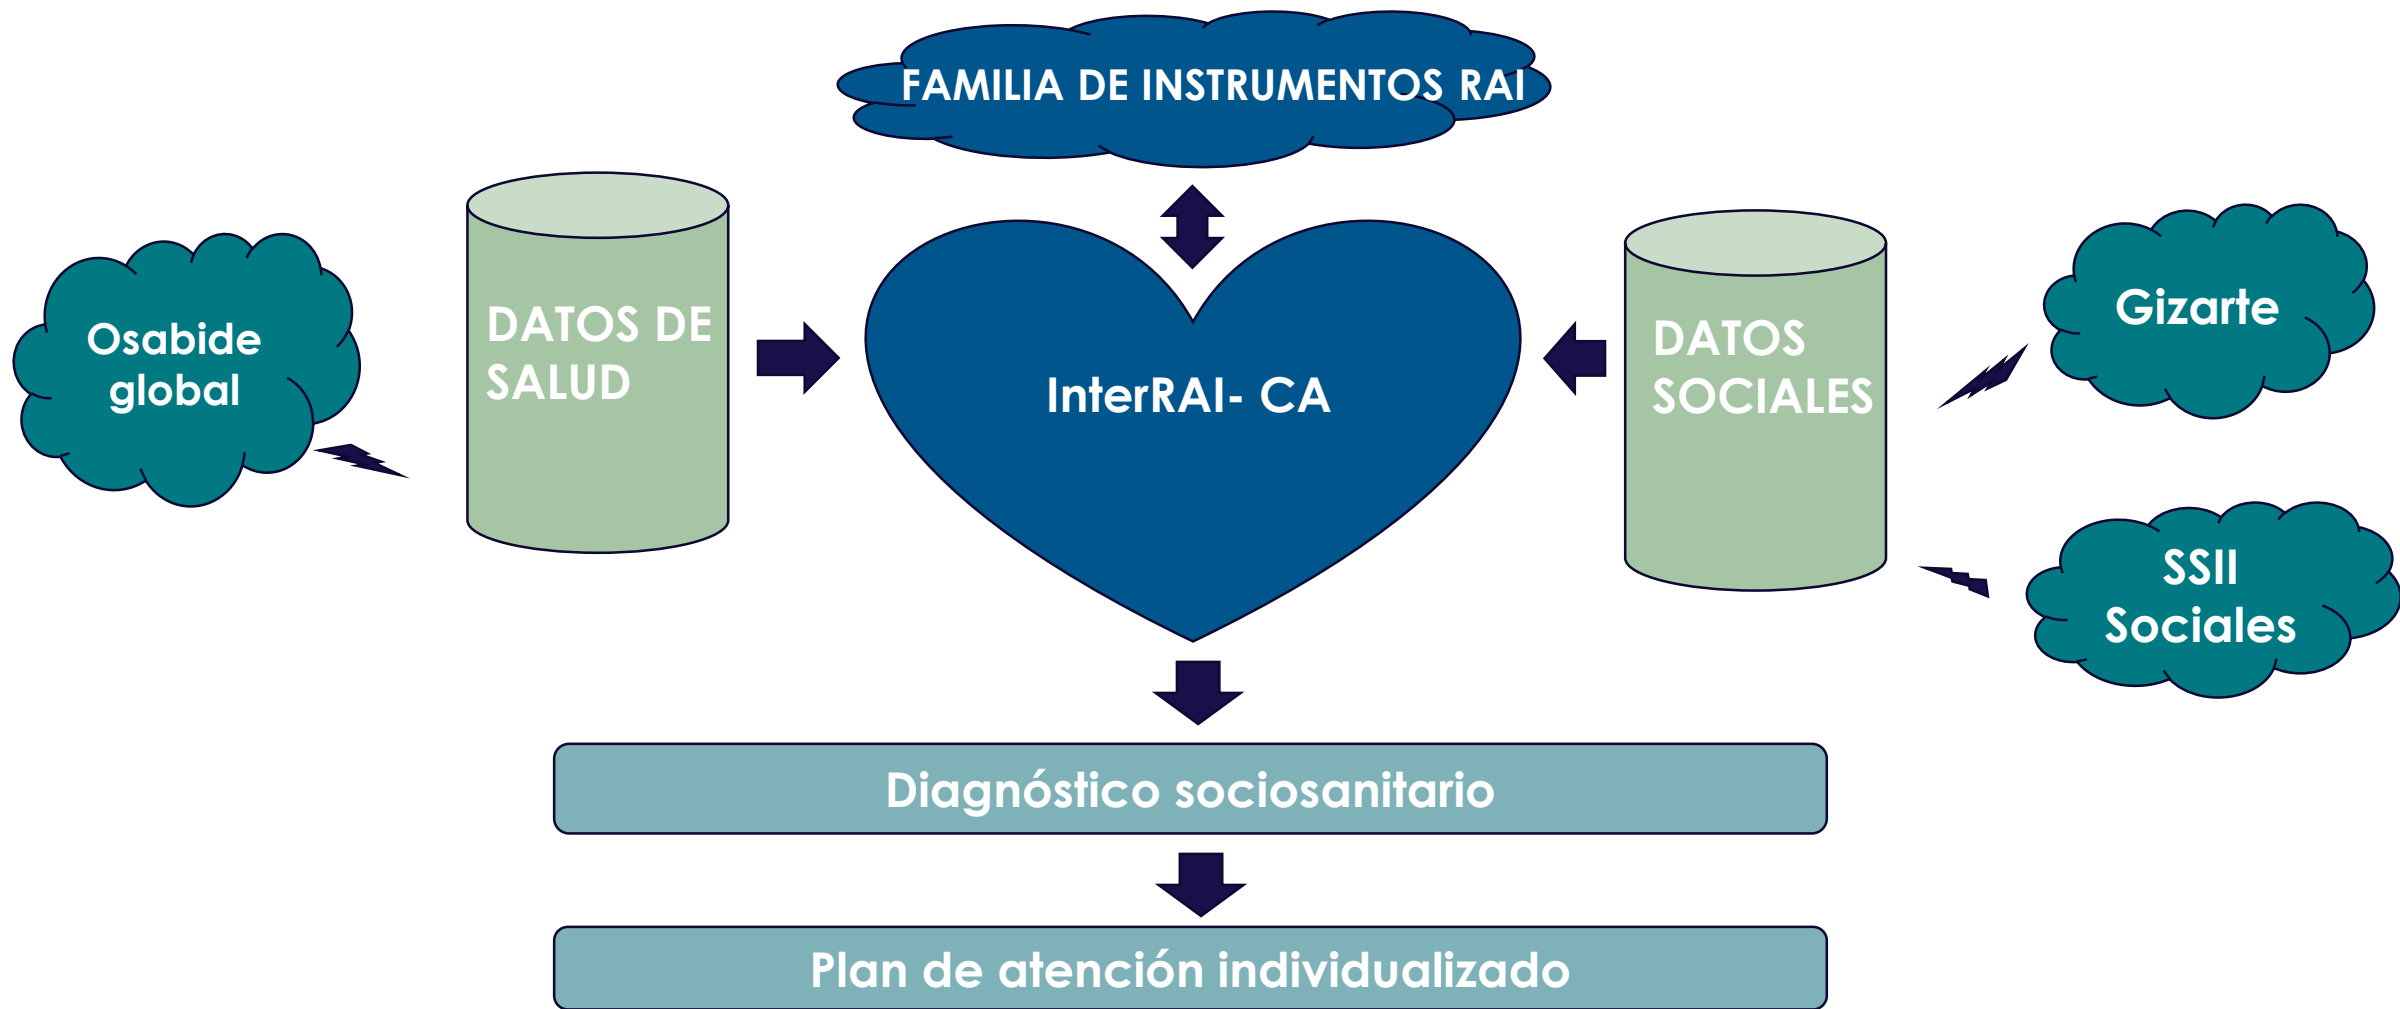 FAMILIA DE INSTRUMENTOS RAI
Osabide
global
DATOS DE
SALUD
InterRAI- CA
DATOS
SOCIALES
Gizarte
SSII
Sociales
Diagnóstico sociosanitario
Plan de atención individualizado